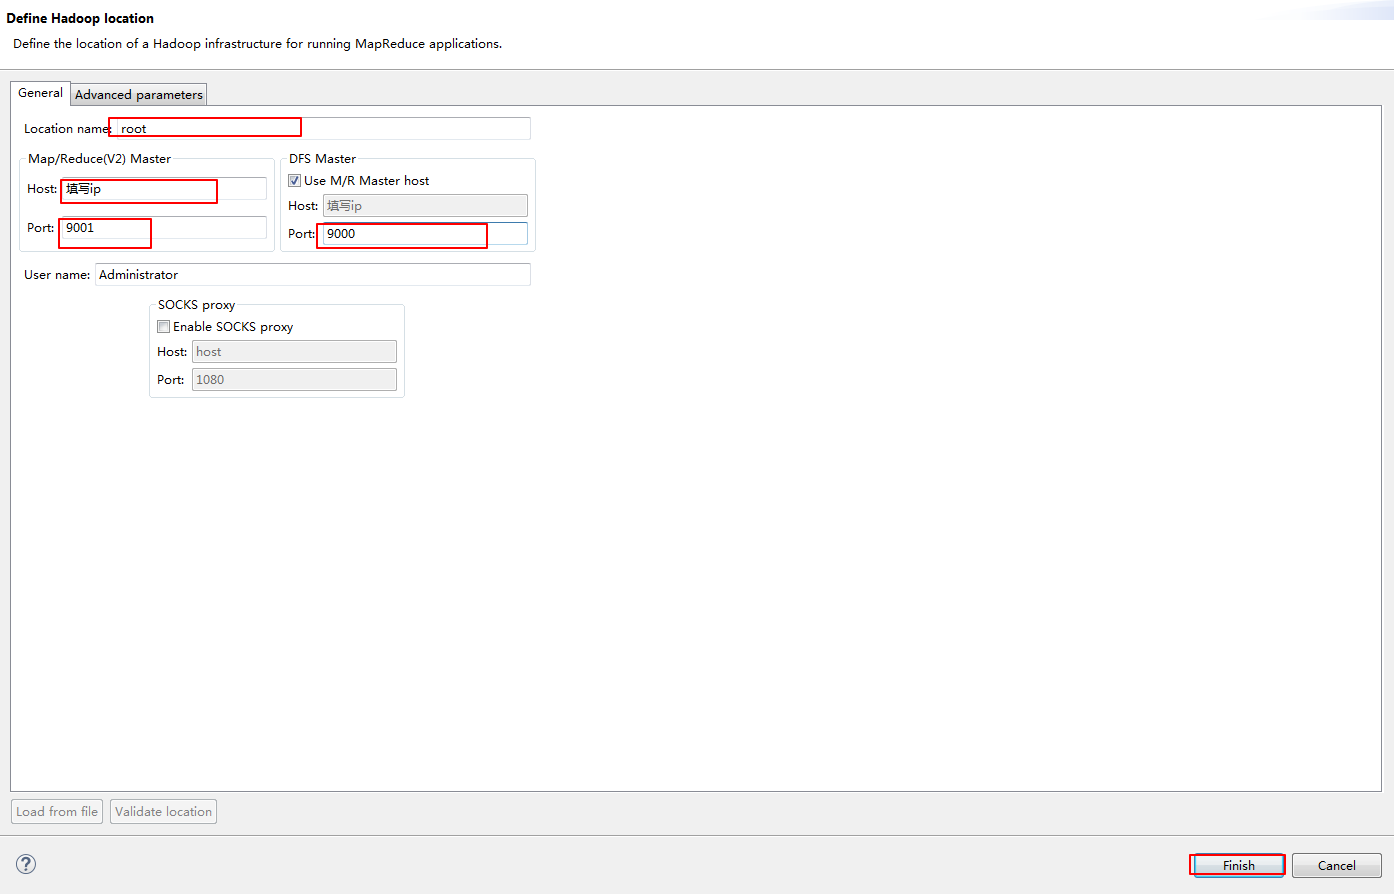 Define Hadoop location
Define the location of a Hadoop infrastructure for running MapReduce applications.
General
Advanced parameters
Location name: root
Map/Reduce(V2) Master
Host: 填写ip
Port: 9001
DFS Master
Use M/R Master host
Host: 填写ip
Port: 9000
User name: Administrator
SOCKS proxy
Enable SOCKS proxy
Host: host
Port: 1080
Load from file
Validate location
?
Finish
Cancel